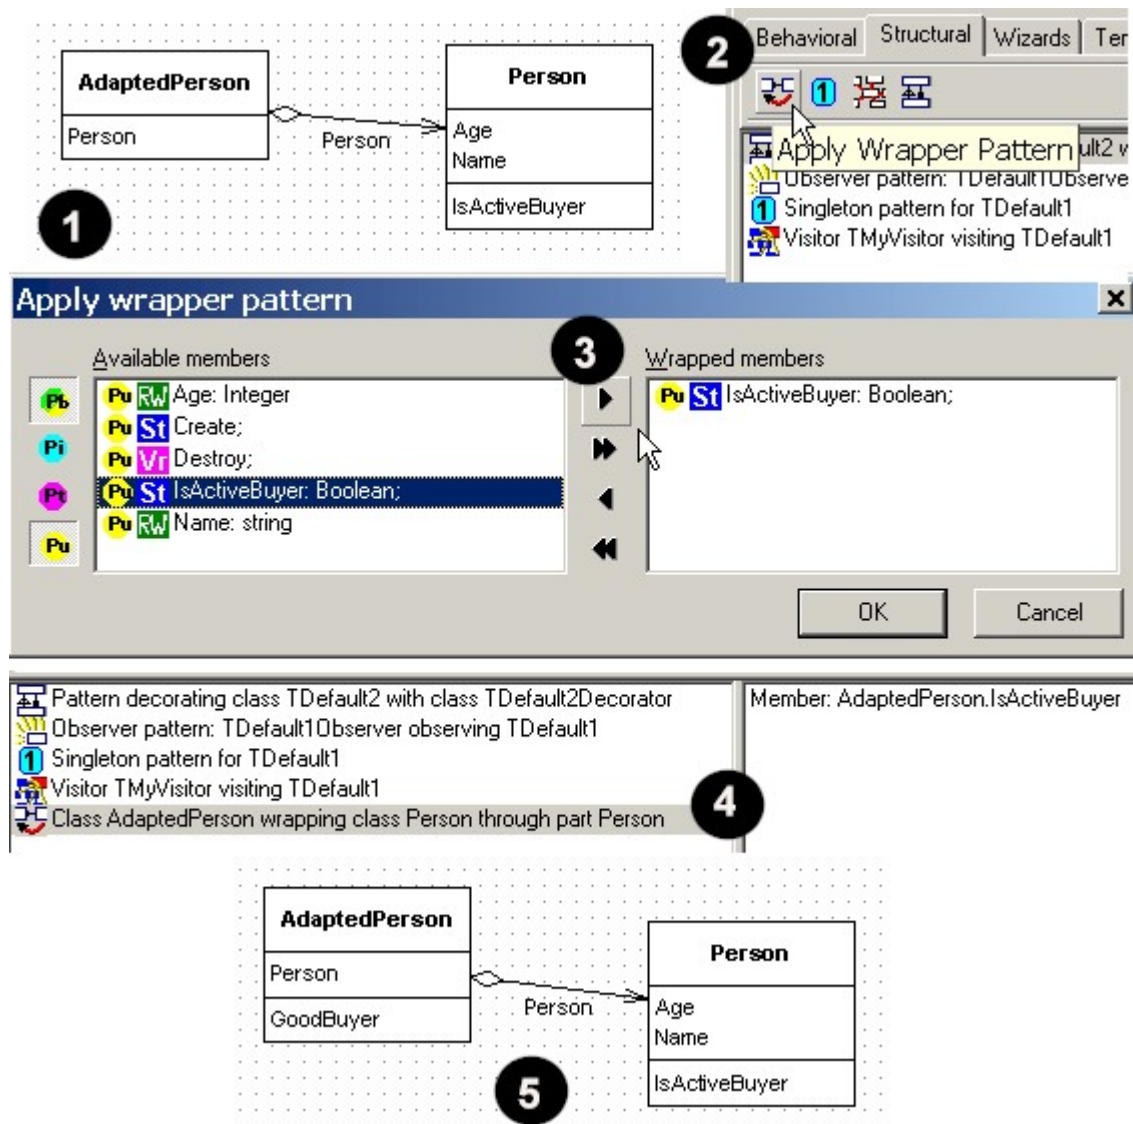 AdaptedPerson
Person
Person
Person
Age
Name
IsActiveBuyer
1
2
Behavioral Structural Wizards Ter
1
Apply Wrapper Pattern
ult2 w
Observer pattern: TDefault1Observe
1 Singleton pattern for TDefault1
Visitor TMyVisitor visiting TDefault1
Apply wrapper pattern
3
Available members
Wrapped members
Pb
Pi
Pt
Pu
Pu RW Age: Integer
Pu St Create;
Pu Vr Destroy;
Pu St IsActiveBuyer: Boolean;
Pu RW Name: string
Pu St IsActiveBuyer: Boolean;
OK Cancel
Pattern decorating class TDefault2 with class TDefault2Decorator
Observer pattern: TDefault1Observer observing TDefault1
1 Singleton pattern for TDefault1
Visitor TMyVisitor visiting TDefault1
Class AdaptedPerson wrapping class Person through part Person
4
Member: AdaptedPerson.IsActiveBuyer
AdaptedPerson
Person
GoodBuyer
Person
Person
Age
Name
IsActiveBuyer
5